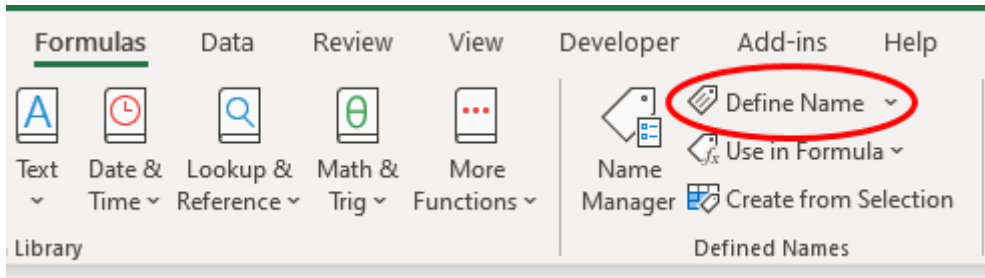 Formulas Data Review View Developer Add-ins Help
Text
Date & Time
Lookup & Reference
Math & Trig
More Functions
Library
Name Manager
Define Name
Use in Formula
Create from Selection
Defined Names